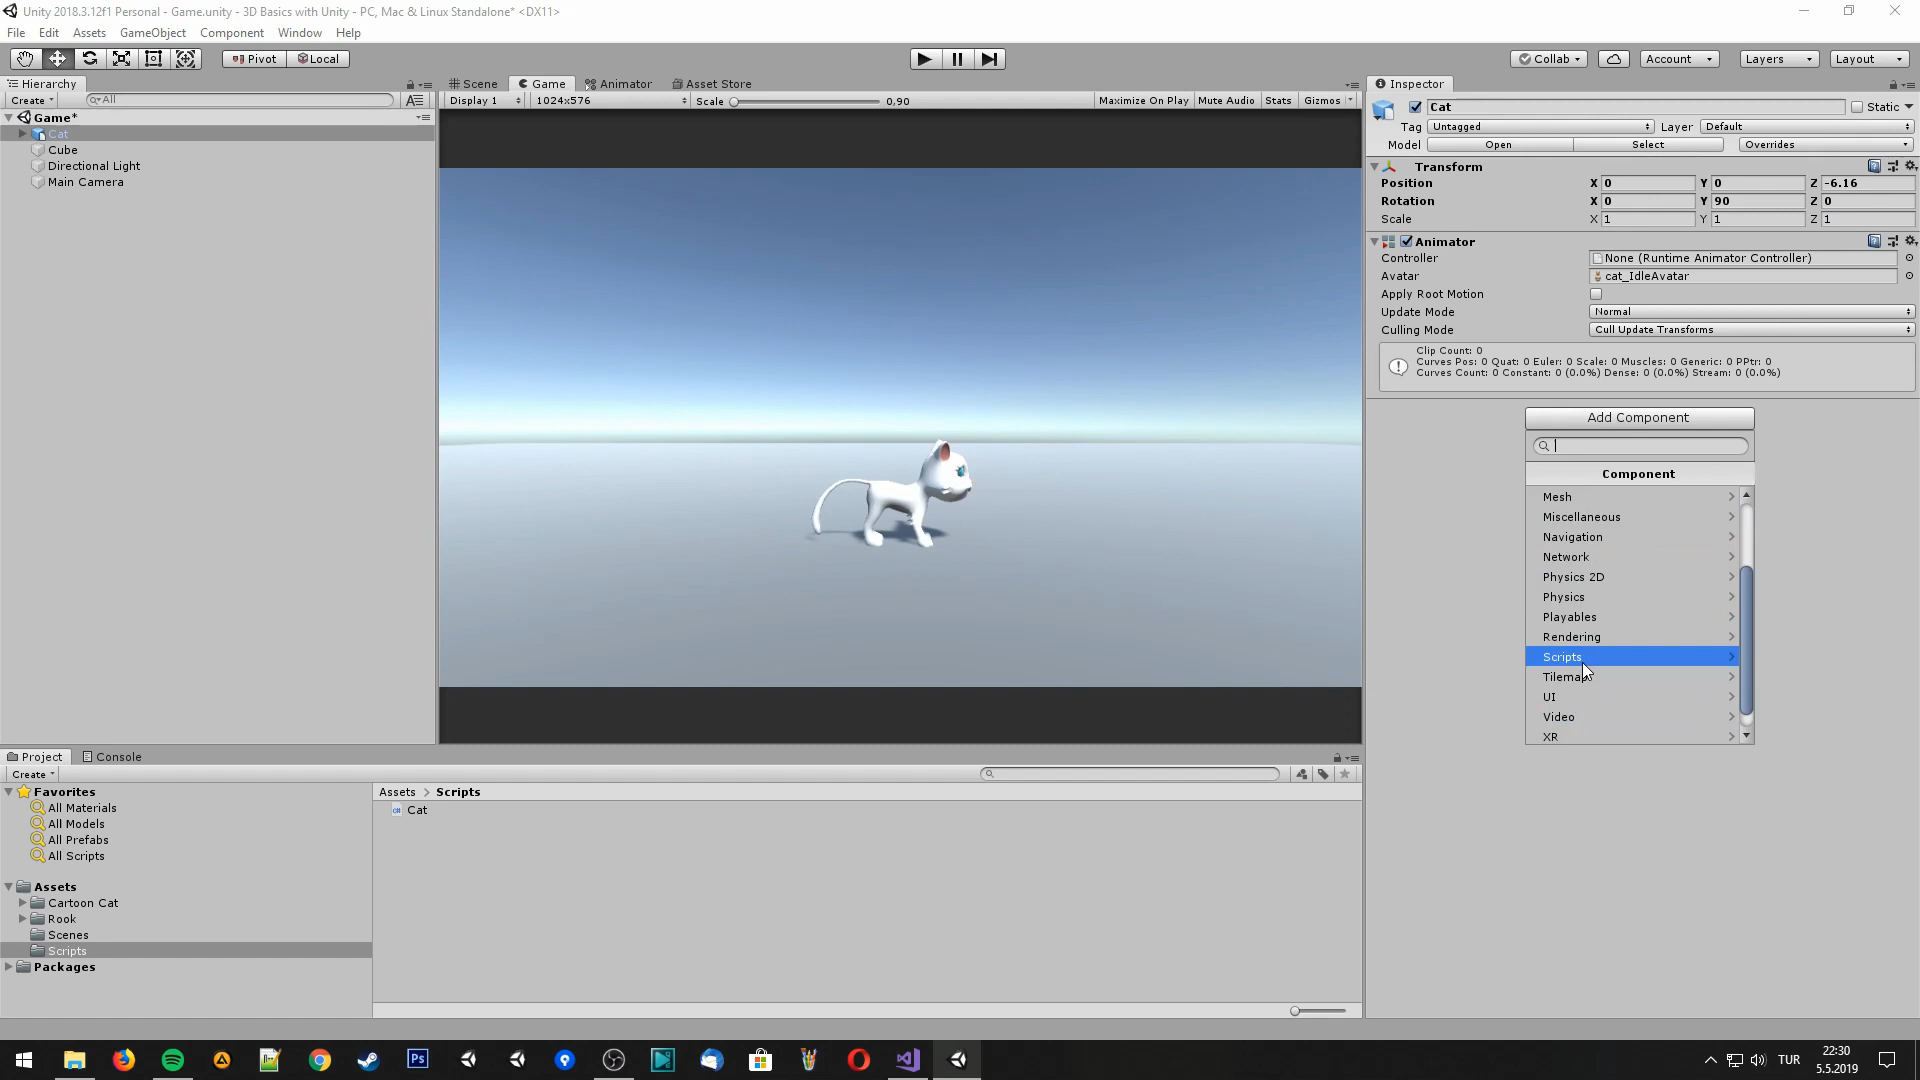 Unity 2018.3.12f1 Personal - Game.unity - 3D Basics with Unity - PC, Mac & Linux Standalone* <DX11>
File Edit Assets GameObject Component Window Help
Pivot Local Collab Account Layers Layout
Hierarchy
Create All
Game*
Cat
Cube
Directional Light
Main Camera
Scene Game Animator Asset Store
Display 1 1024x576 Scale 0,90 Maximize On Play Mute Audio Stats Gizmos
Inspector
Cat Static
Tag Untagged Layer Default
Model Open Select Overrides
Transform
Position X 0 Y 0 Z -6.16
Rotation X 0 Y 90 Z 0
Scale X 1 Y 1 Z 1
Animator
Controller None (Runtime Animator Controller)
Avatar cat_IdleAvatar
Apply Root Motion
Update Mode Normal
Culling Mode Cull Update Transforms
Clip Count: 0
Curves Pos: 0 Quat: 0 Euler: 0 Scale: 0 Muscles: 0 Generic: 0 PPtr: 0
Curves Count: 0 Constant: 0 (0.0%) Dense: 0 (0.0%) Stream: 0 (0.0%)
Add Component
Component
Mesh
Miscellaneous
Navigation
Network
Physics 2D
Physics
Playables
Rendering
Scripts
Tilemap
UI
Video
XR
Project Console
Create
Favorites
All Materials
All Models
All Prefabs
All Scripts
Assets
Cartoon Cat
Rook
Scenes
Scripts
Packages
Assets > Scripts
Cat
Ps
TUR
22:30
5.5.2019